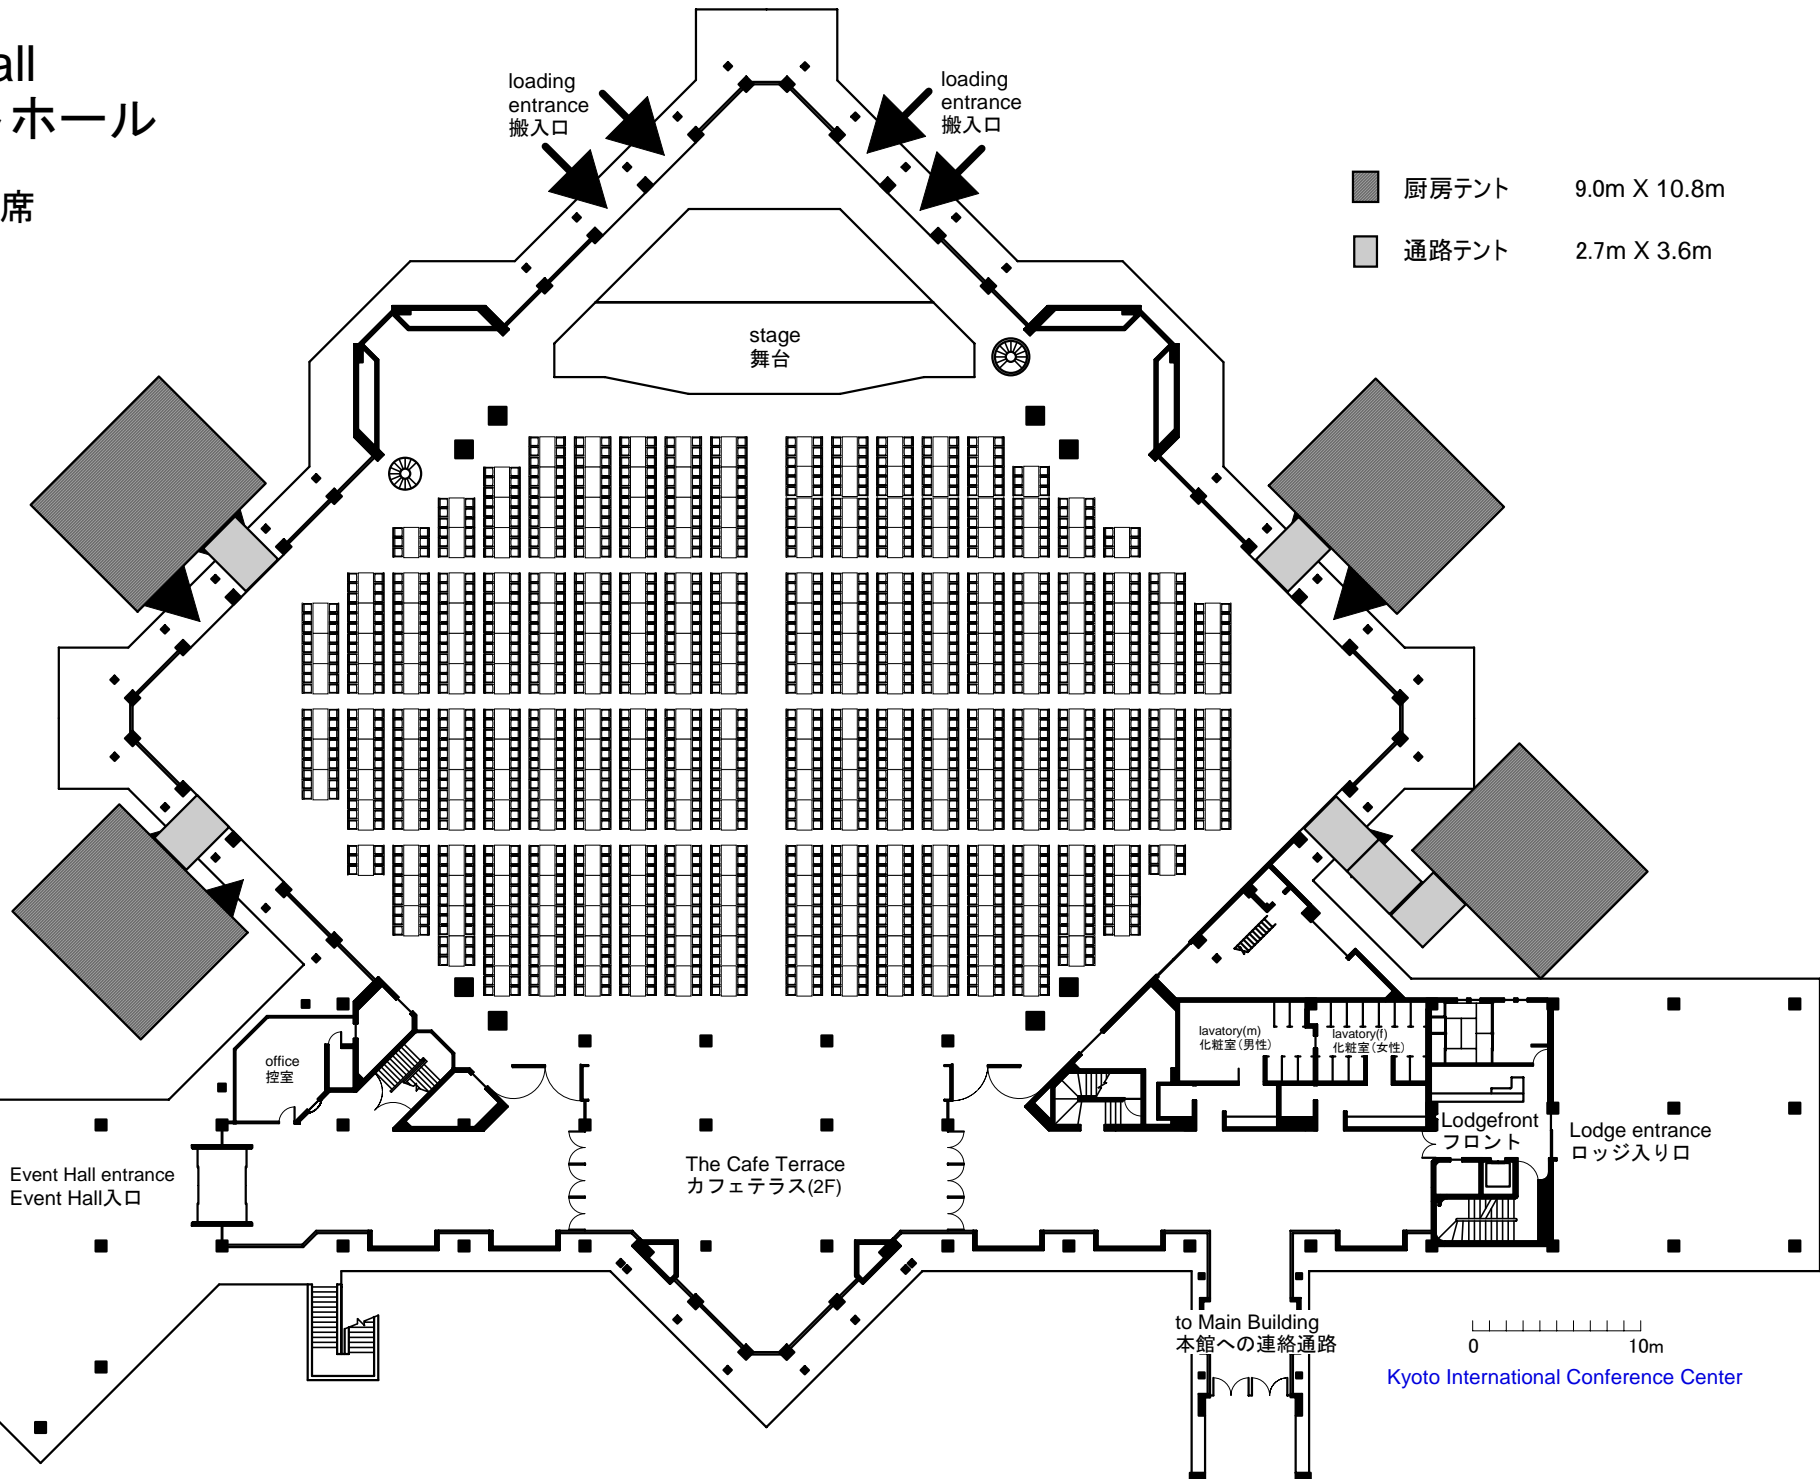 all
トホール
席
loading
entrance
搬入口
loading
entrance
搬入口
厨房テント 9.0m X 10.8m
通路テント 2.7m X 3.6m
stage
舞台
office
控室
lavatory(m)
化粧室(男性)
lavatory(f)
化粧室(女性)
Lodgefront
フロント
Lodge entrance
ロッジ入り口
Event Hall entrance
Event Hall入口
The Cafe Terrace
カフェテラス(2F)
to Main Building
本館への連絡通路
0 10m
Kyoto International Conference Center